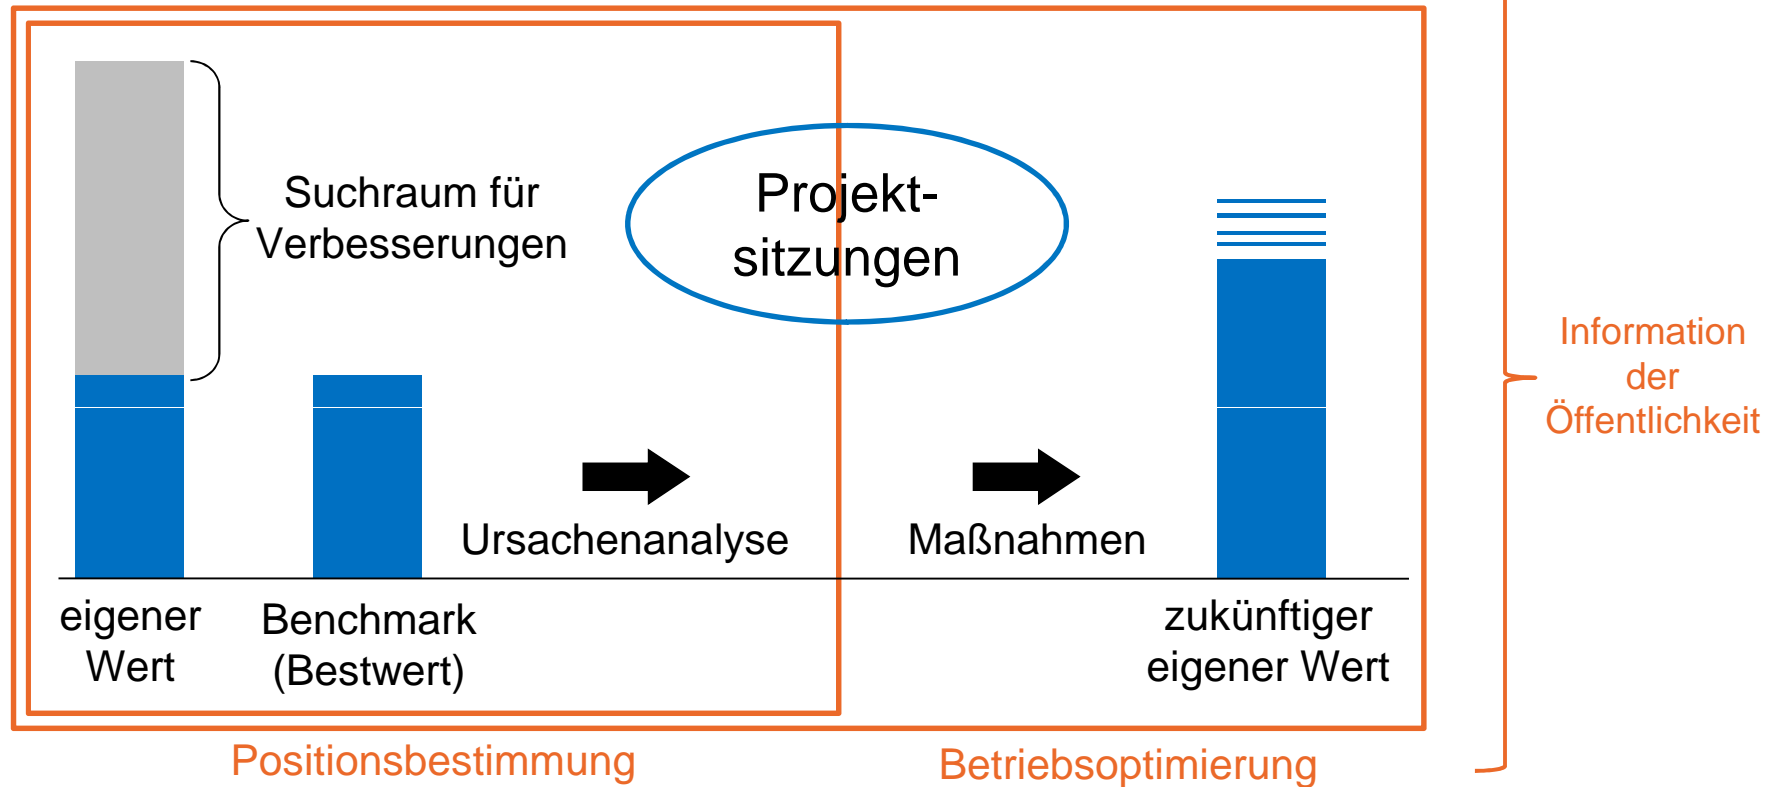 Suchraum für
Verbesserungen
Projekt-
sitzungen
Ursachenanalyse
Maßnahmen
eigener
Wert
Benchmark
(Bestwert)
zukünftiger
eigener Wert
Positionsbestimmung
Betriebsoptimierung
Information
der
Öffentlichkeit